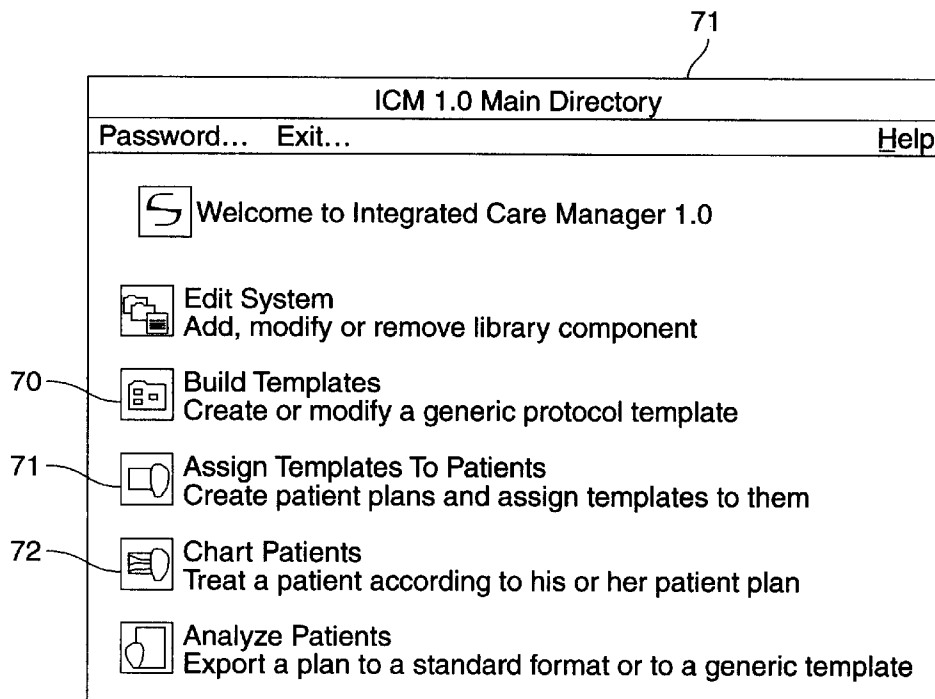 71
ICM 1.0 Main Directory
Password... Exit... Help
Welcome to Integrated Care Manager 1.0
Edit System
Add, modify or remove library component
70
Build Templates
Create or modify a generic protocol template
71
Assign Templates To Patients
Create patient plans and assign templates to them
72
Chart Patients
Treat a patient according to his or her patient plan
Analyze Patients
Export a plan to a standard format or to a generic template